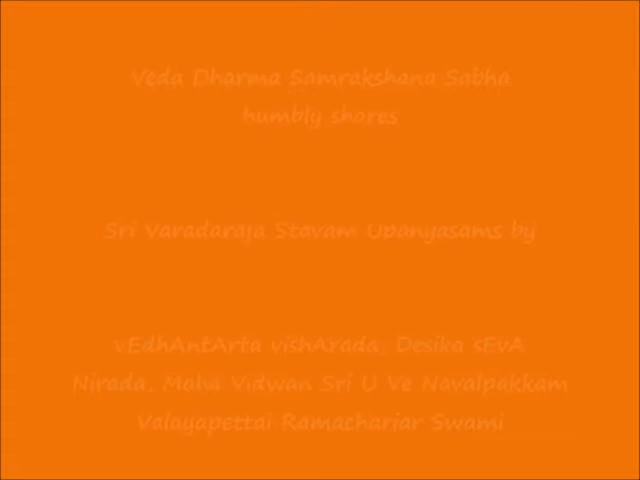 Veda Dharma Samrakshana Sabha
humbly shares
Sri Varadaraja Stavam Upanyasams by
vEdhAntArta vishArada, Desika sEvA
Nirada, Maha Vidwan Sri U Ve Navalpakkam
Valayapettai Ramachariar Swami